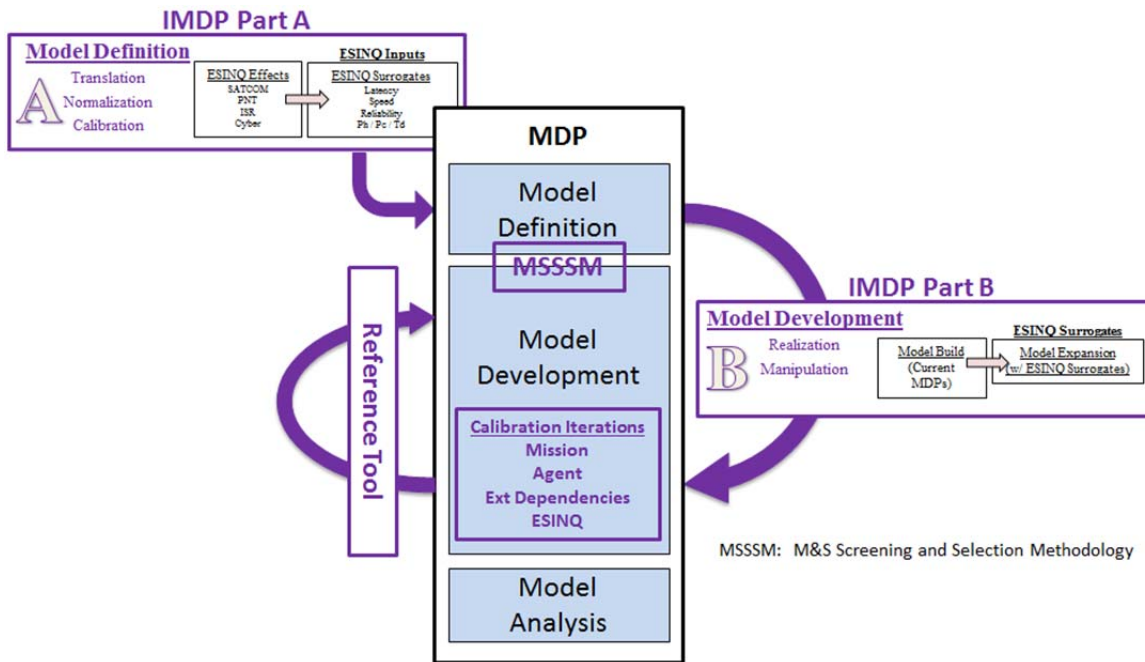 IMDP Part A
Model Definition
Translation
Normalization
Calibration
A
ESINQ Effects
SATCOM
PNT
ISR
Cyber
ESINQ Inputs
ESINQ Surrogates
Latency
Speed
Reliability
Ph / Pc / Td
MDP
Model
Definition
MSSSM
Model
Development
Calibration Iterations
Mission
Agent
Ext Dependencies
ESINQ
Model
Analysis
Reference Tool
IMDP Part B
Model Development
Realization
Manipulation
B
Model Build
(Current
MDPs)
ESINQ Surrogates
Model Expansion
(w/ ESINQ Surrogates)
MSSSM: M&S Screening and Selection Methodology